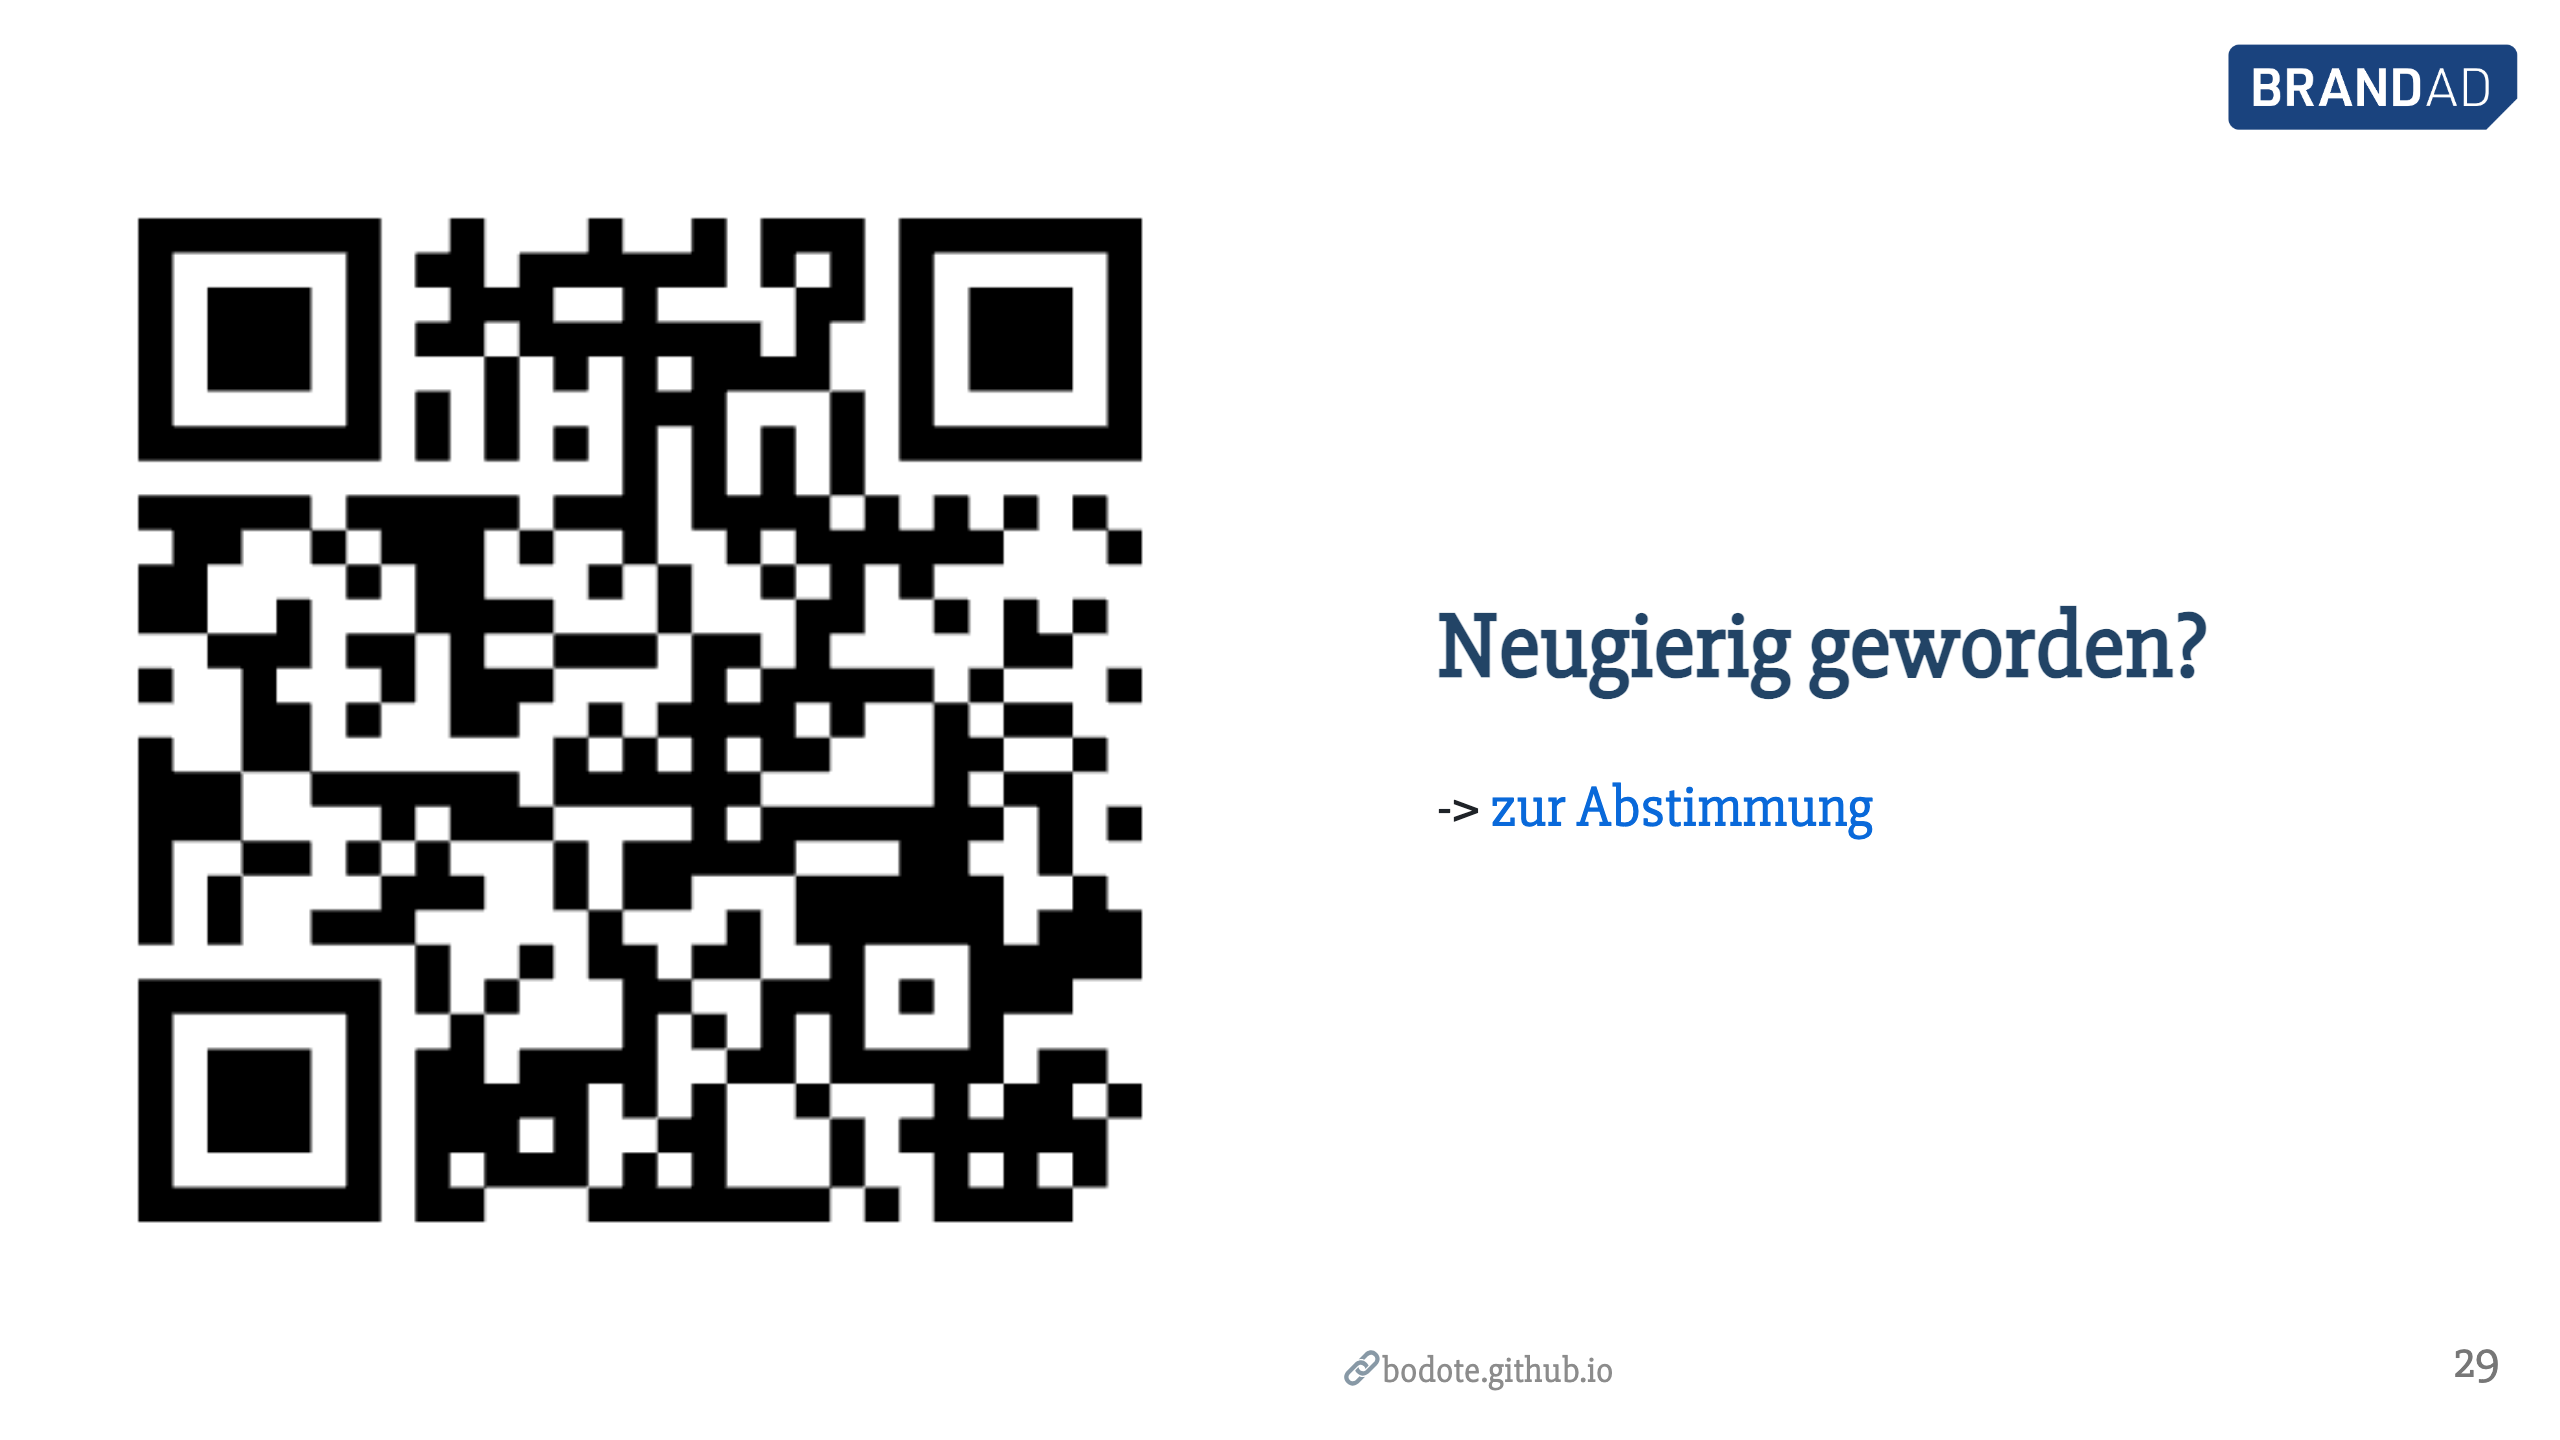 BRANDAD
Neugierig geworden?
-> zur Abstimmung
bodote.github.io
29